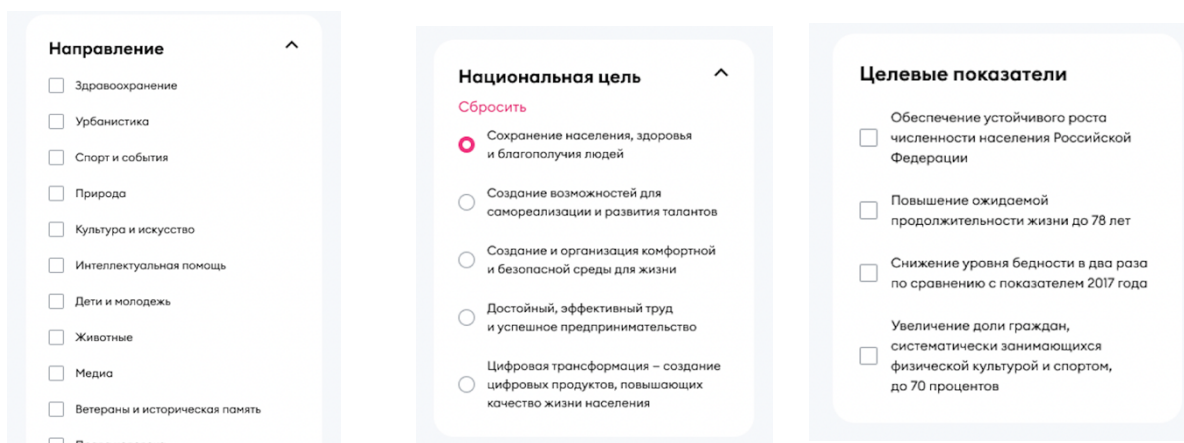 Направление
Здравоохранение
Урбанистика
Спорт и события
Природа
Культура и искусство
Интеллектуальная помощь
Дети и молодежь
Животные
Медиа
Ветераны и историческая память
Национальная цель
Сбросить
Сохранение населения, здоровья
и благополучия людей
Создание возможностей для
самореализации и развития талантов
Создание и организация комфортной
и безопасной среды для жизни
Достойный, эффективный труд
и успешное предпринимательство
Цифровая трансформация – создание
цифровых продуктов, повышающих
качество жизни населения
Целевые показатели
Обеспечение устойчивого роста
численности населения Российской
Федерации
Повышение ожидаемой
продолжительности жизни до 78 лет
Снижение уровня бедности в два раза
по сравнению с показателем 2017 года
Увеличение доли граждан,
систематически занимающихся
физической культурой и спортом,
до 70 процентов